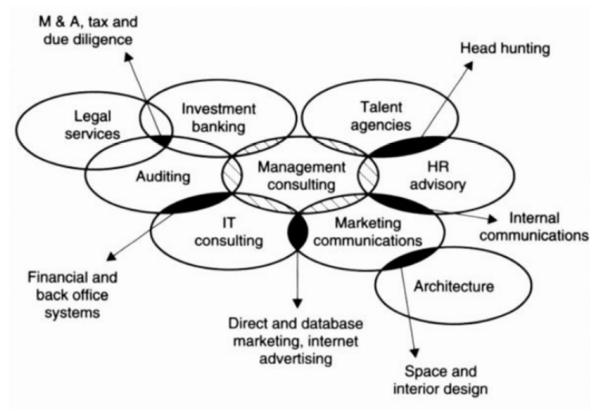 M & A, tax and
due diligence
Head hunting
Legal
services
Investment
banking
Talent
agencies
Auditing
Management
consulting
HR
advisory
IT
consulting
Marketing
communications
Internal
communications
Financial and
back office
systems
Architecture
Direct and database
marketing, internet
advertising
Space and
interior design